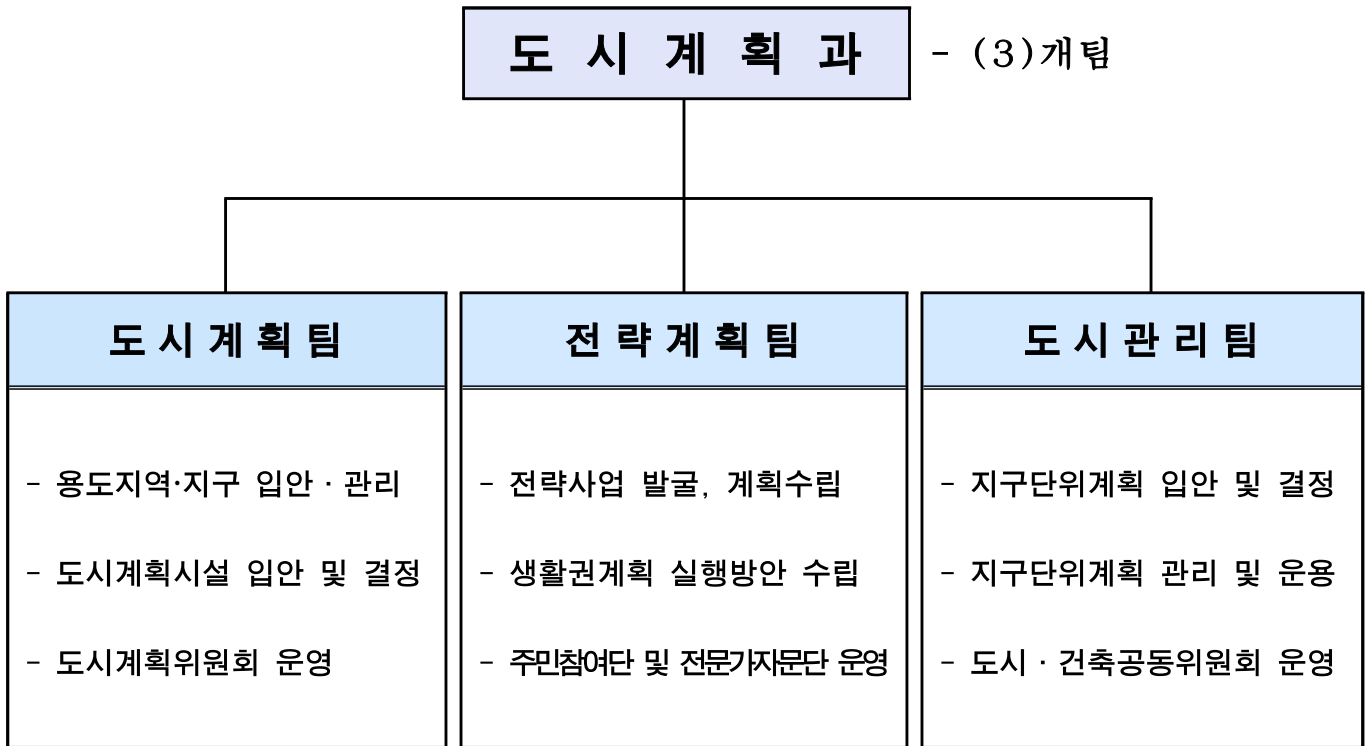 도시계획과 - (3)개팀
도시계획팀
- 용도지역·지구 입안·관리
- 도시계획시설 입안 및 결정
- 도시계획위원회 운영
전략계획팀
- 전략사업 발굴, 계획수립
- 생활권계획 실행방안 수립
- 주민참여단 및 전문가자문단 운영
도시관리팀
- 지구단위계획 입안 및 결정
- 지구단위계획 관리 및 운용
- 도시·건축공동위원회 운영